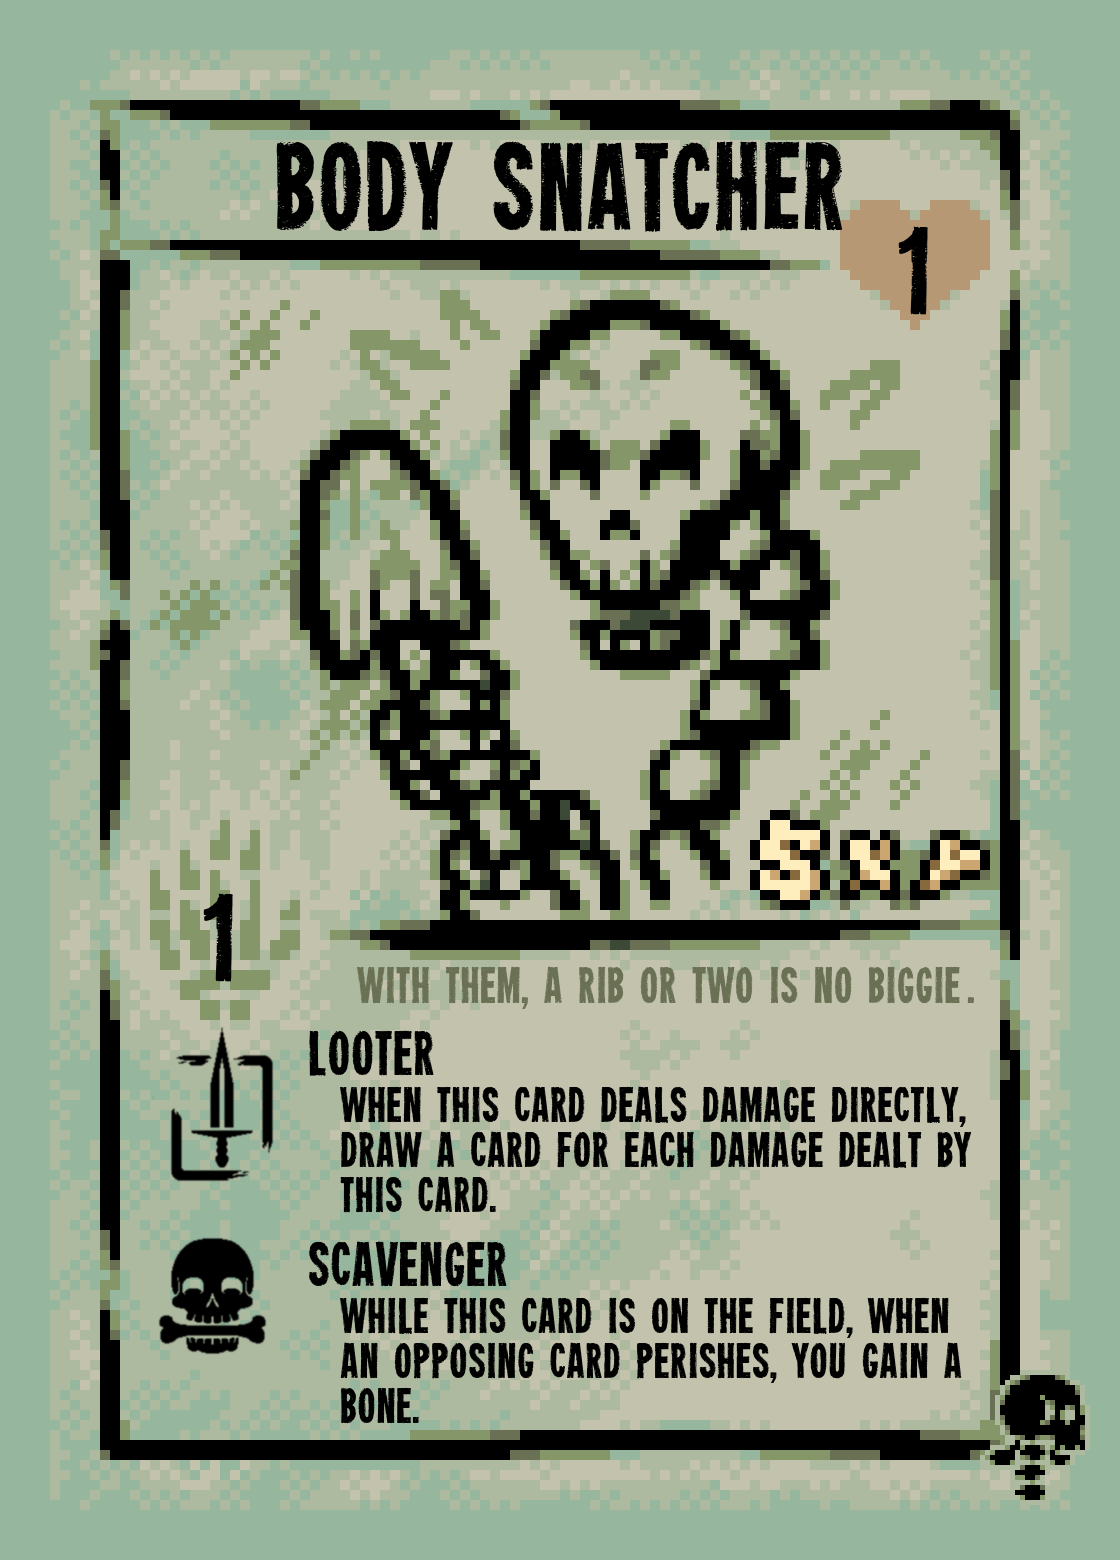 BODY SNATCHER
1
5 X
1
WITH THEM, A RIB OR TWO IS NO BIGGIE.
LOOTER
WHEN THIS CARD DEALS DAMAGE DIRECTLY,
DRAW A CARD FOR EACH DAMAGE DEALT BY
THIS CARD.
SCAVENGER
WHILE THIS CARD IS ON THE FIELD, WHEN
AN OPPOSING CARD PERISHES, YOU GAIN A
BONE.